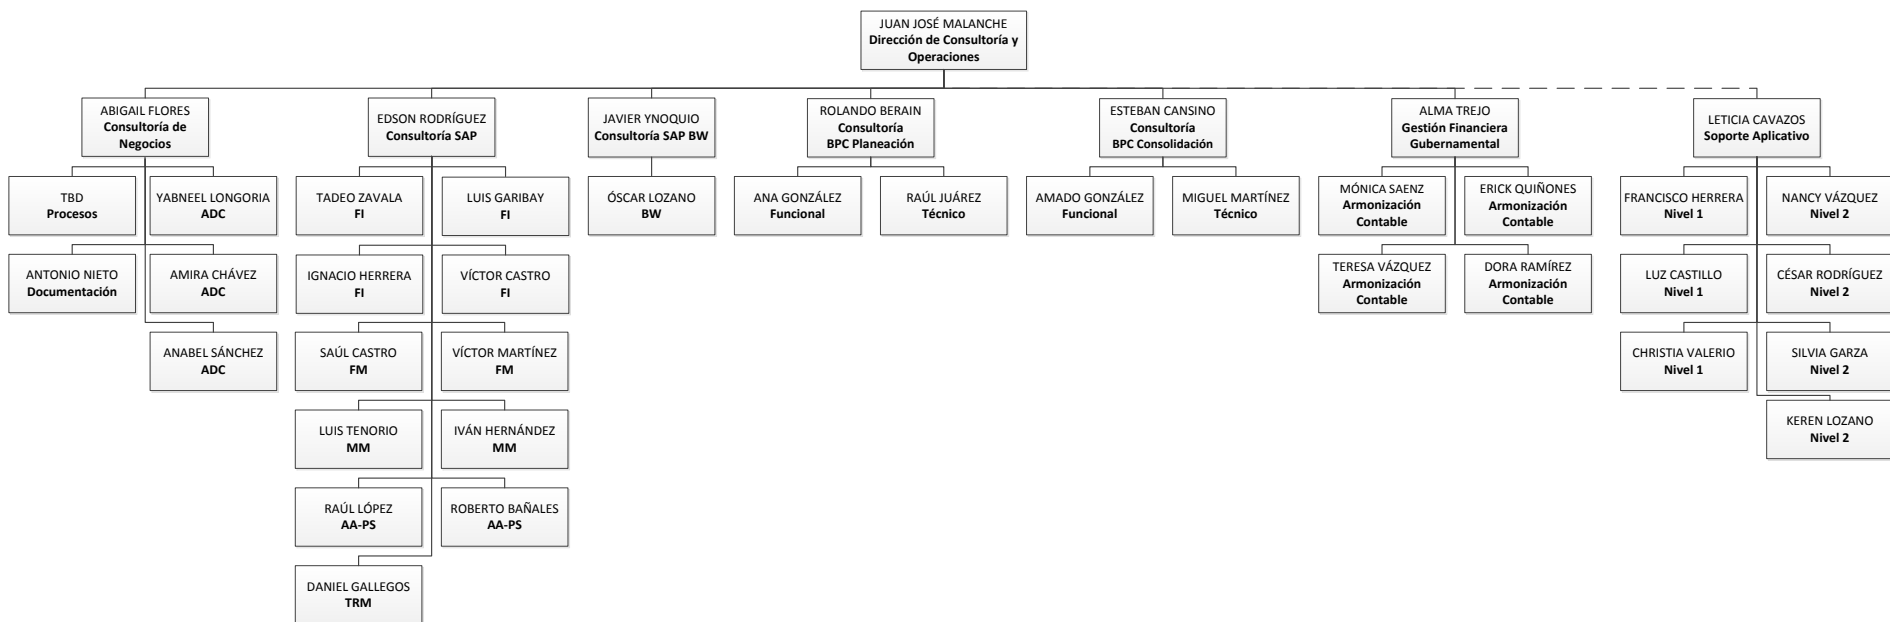 JUAN JOSÉ MALANCHE
Dirección de Consultoría y
Operaciones
ABIGAIL FLORES
Consultoría de
Negocios
EDSON RODRÍGUEZ
Consultoría SAP
JAVIER YNOQUIO
Consultoría SAP BW
ROLANDO BERAIN
Consultoría
BPC Planeación
ESTEBAN CANSINO
Consultoría
BPC Consolidación
ALMA TREJO
Gestión Financiera
Gubernamental
LETICIA CAVAZOS
Soporte Aplicativo
TBD
Procesos
YABNEEL LONGORIA
ADC
TADEO ZAVALA
FI
LUIS GARIBAY
FI
ÓSCAR LOZANO
BW
ANA GONZÁLEZ
Funcional
RAÚL JUÁREZ
Técnico
AMADO GONZÁLEZ
Funcional
MIGUEL MARTÍNEZ
Técnico
MÓNICA SAENZ
Armonización
Contable
ERICK QUIÑONES
Armonización
Contable
FRANCISCO HERRERA
Nivel 1
NANCY VÁZQUEZ
Nivel 2
ANTONIO NIETO
Documentación
AMIRA CHÁVEZ
ADC
IGNACIO HERRERA
FI
VÍCTOR CASTRO
FI
TERESA VÁZQUEZ
Armonización
Contable
DORA RAMÍREZ
Armonización
Contable
LUZ CASTILLO
Nivel 1
CÉSAR RODRÍGUEZ
Nivel 2
ANABEL SÁNCHEZ
ADC
SAÚL CASTRO
FM
VÍCTOR MARTÍNEZ
FM
CHRISTIA VALERIO
Nivel 1
SILVIA GARZA
Nivel 2
LUIS TENORIO
MM
IVÁN HERNÁNDEZ
MM
KEREN LOZANO
Nivel 2
RAÚL LÓPEZ
AA-PS
ROBERTO BAÑALES
AA-PS
DANIEL GALLEGOS
TRM